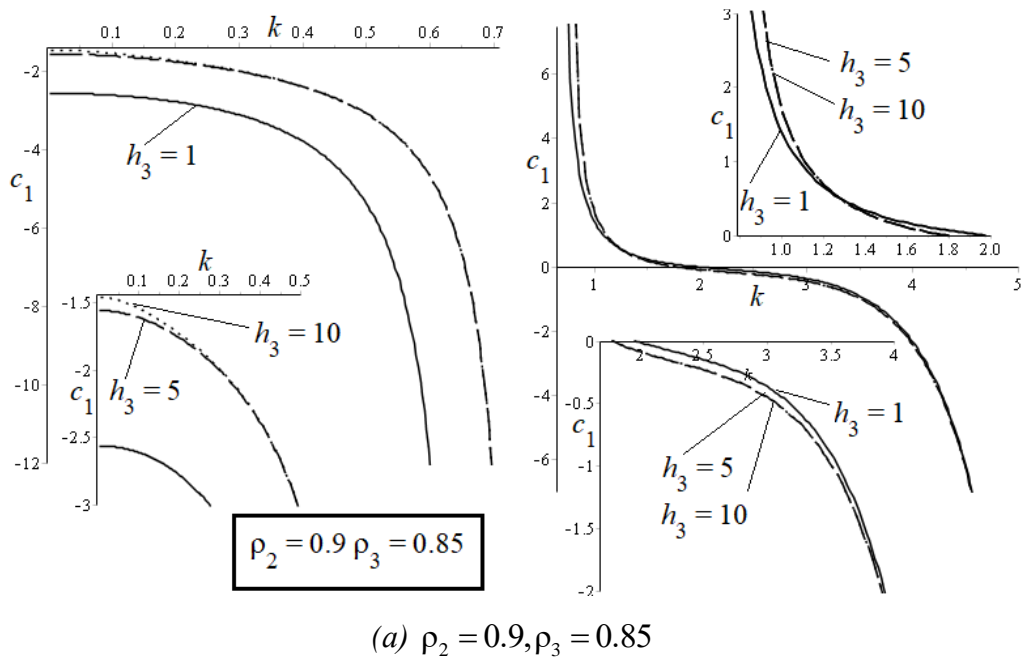 k
0.1 0.2 0.3 0.4 0.5 0.6 0.7
-2
-4
-6
-8
-10
-12
c₁
h₃ = 1
k
0.1 0.2 0.3 0.4 0.5
-1.5
-2
-2.5
-3
c₁
h₃ = 10
h₃ = 5
ρ₂ = 0.9 ρ₃ = 0.85
6
4
2
0
-2
-4
-6
c₁
1 2 3 4 5
k
3
2
1
0
c₁
1.0 1.2 1.4 1.6 1.8 2.0
h₃ = 5
h₃ = 10
h₃ = 1
0
-0.5
-1
-1.5
-2
c₁
2 2.5 3 3.5 4
k
h₃ = 1
h₃ = 5
h₃ = 10
(a) ρ₂ = 0.9, ρ₃ = 0.85